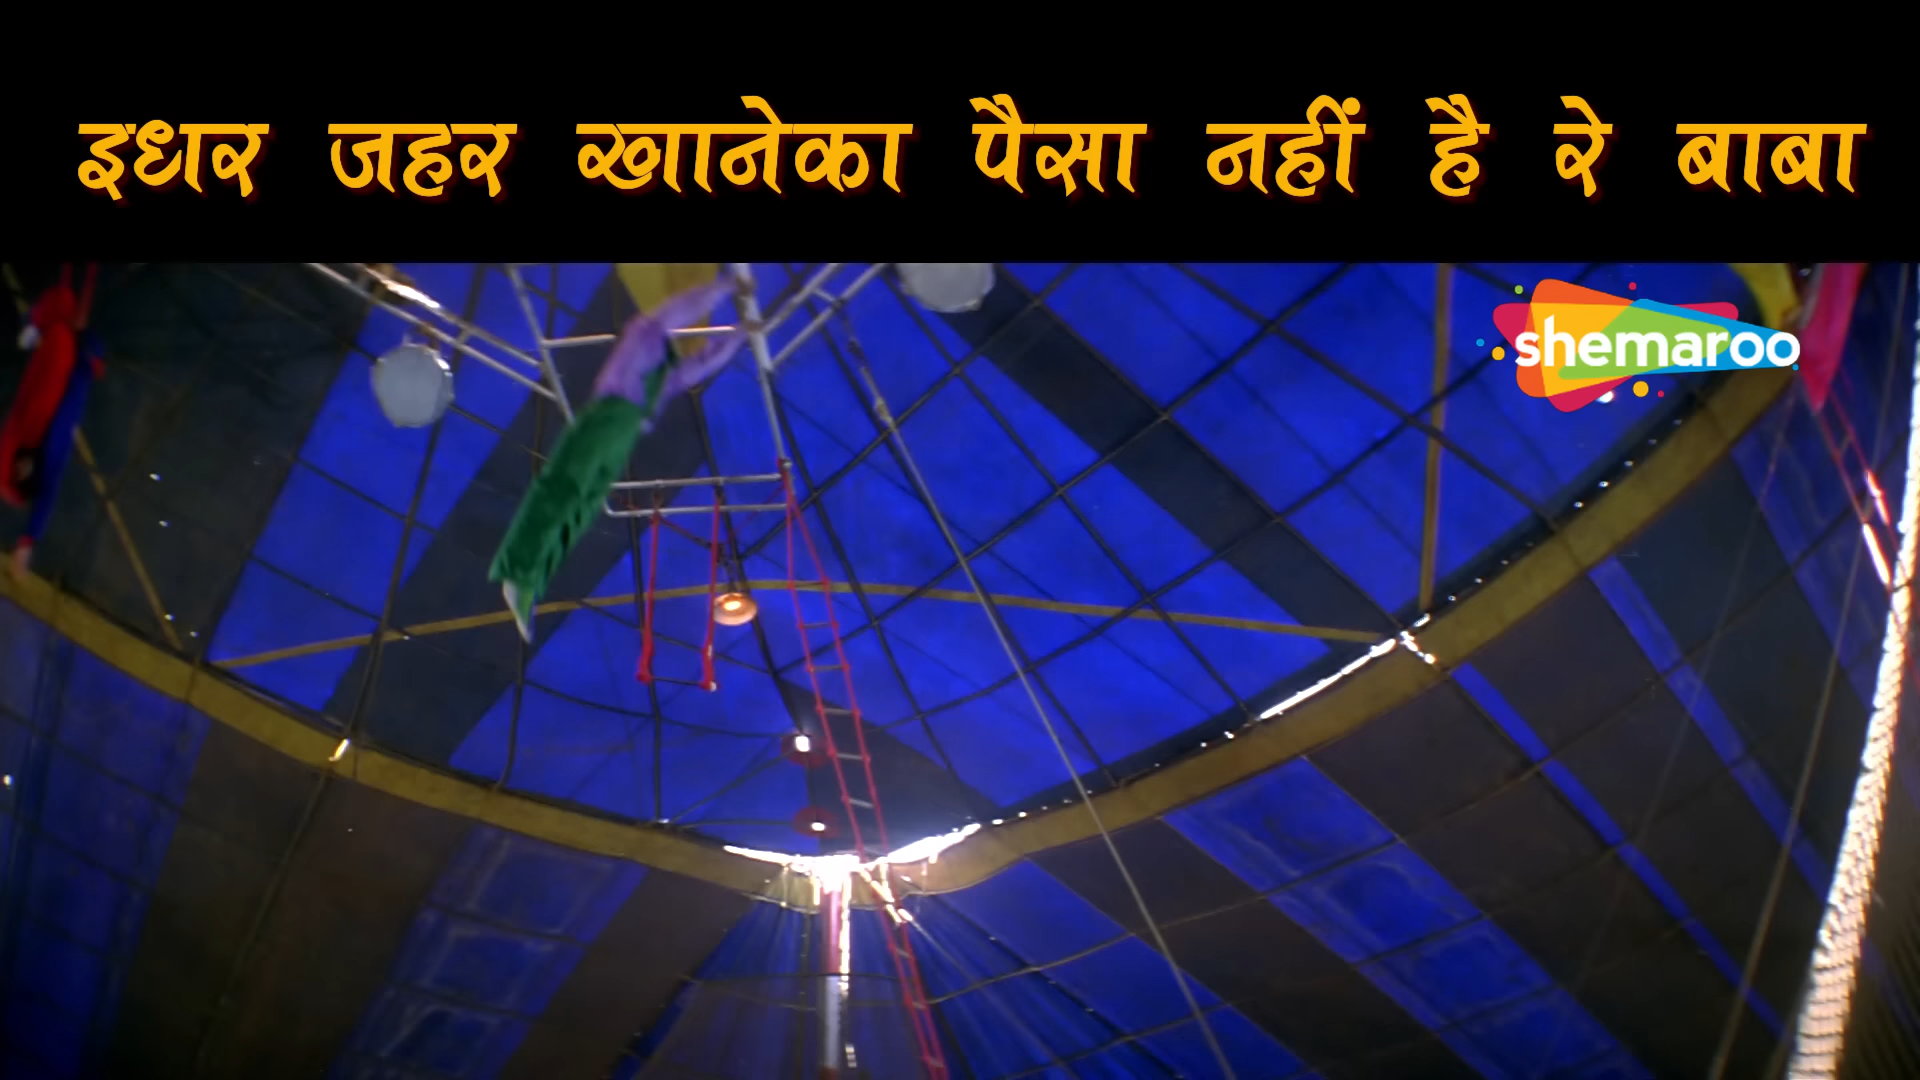 इधर जहर खानेका पैसा नहीं है रे बाबा
shemaroo